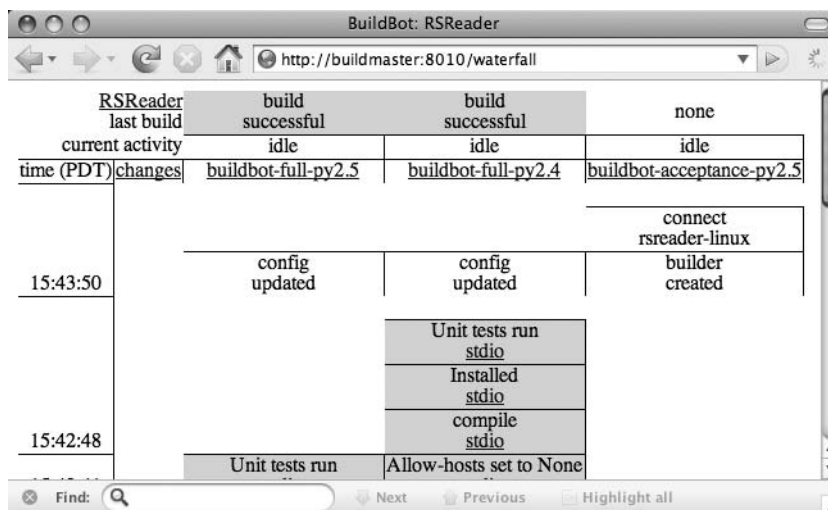 BuildBot: RSReader
http://buildmaster:8010/waterfall
RSReader build build none
last build successful successful
current activity idle idle idle
time (PDT) changes buildbot-full-py2.5 buildbot-full-py2.4 buildbot-acceptance-py2.5
connect
rsreader-linux
config config builder
15:43:50 updated updated created
Unit tests run
stdio
Installed
stdio
compile
15:42:48 stdio
Unit tests run Allow-hosts set to None
Find: Next Previous Highlight all